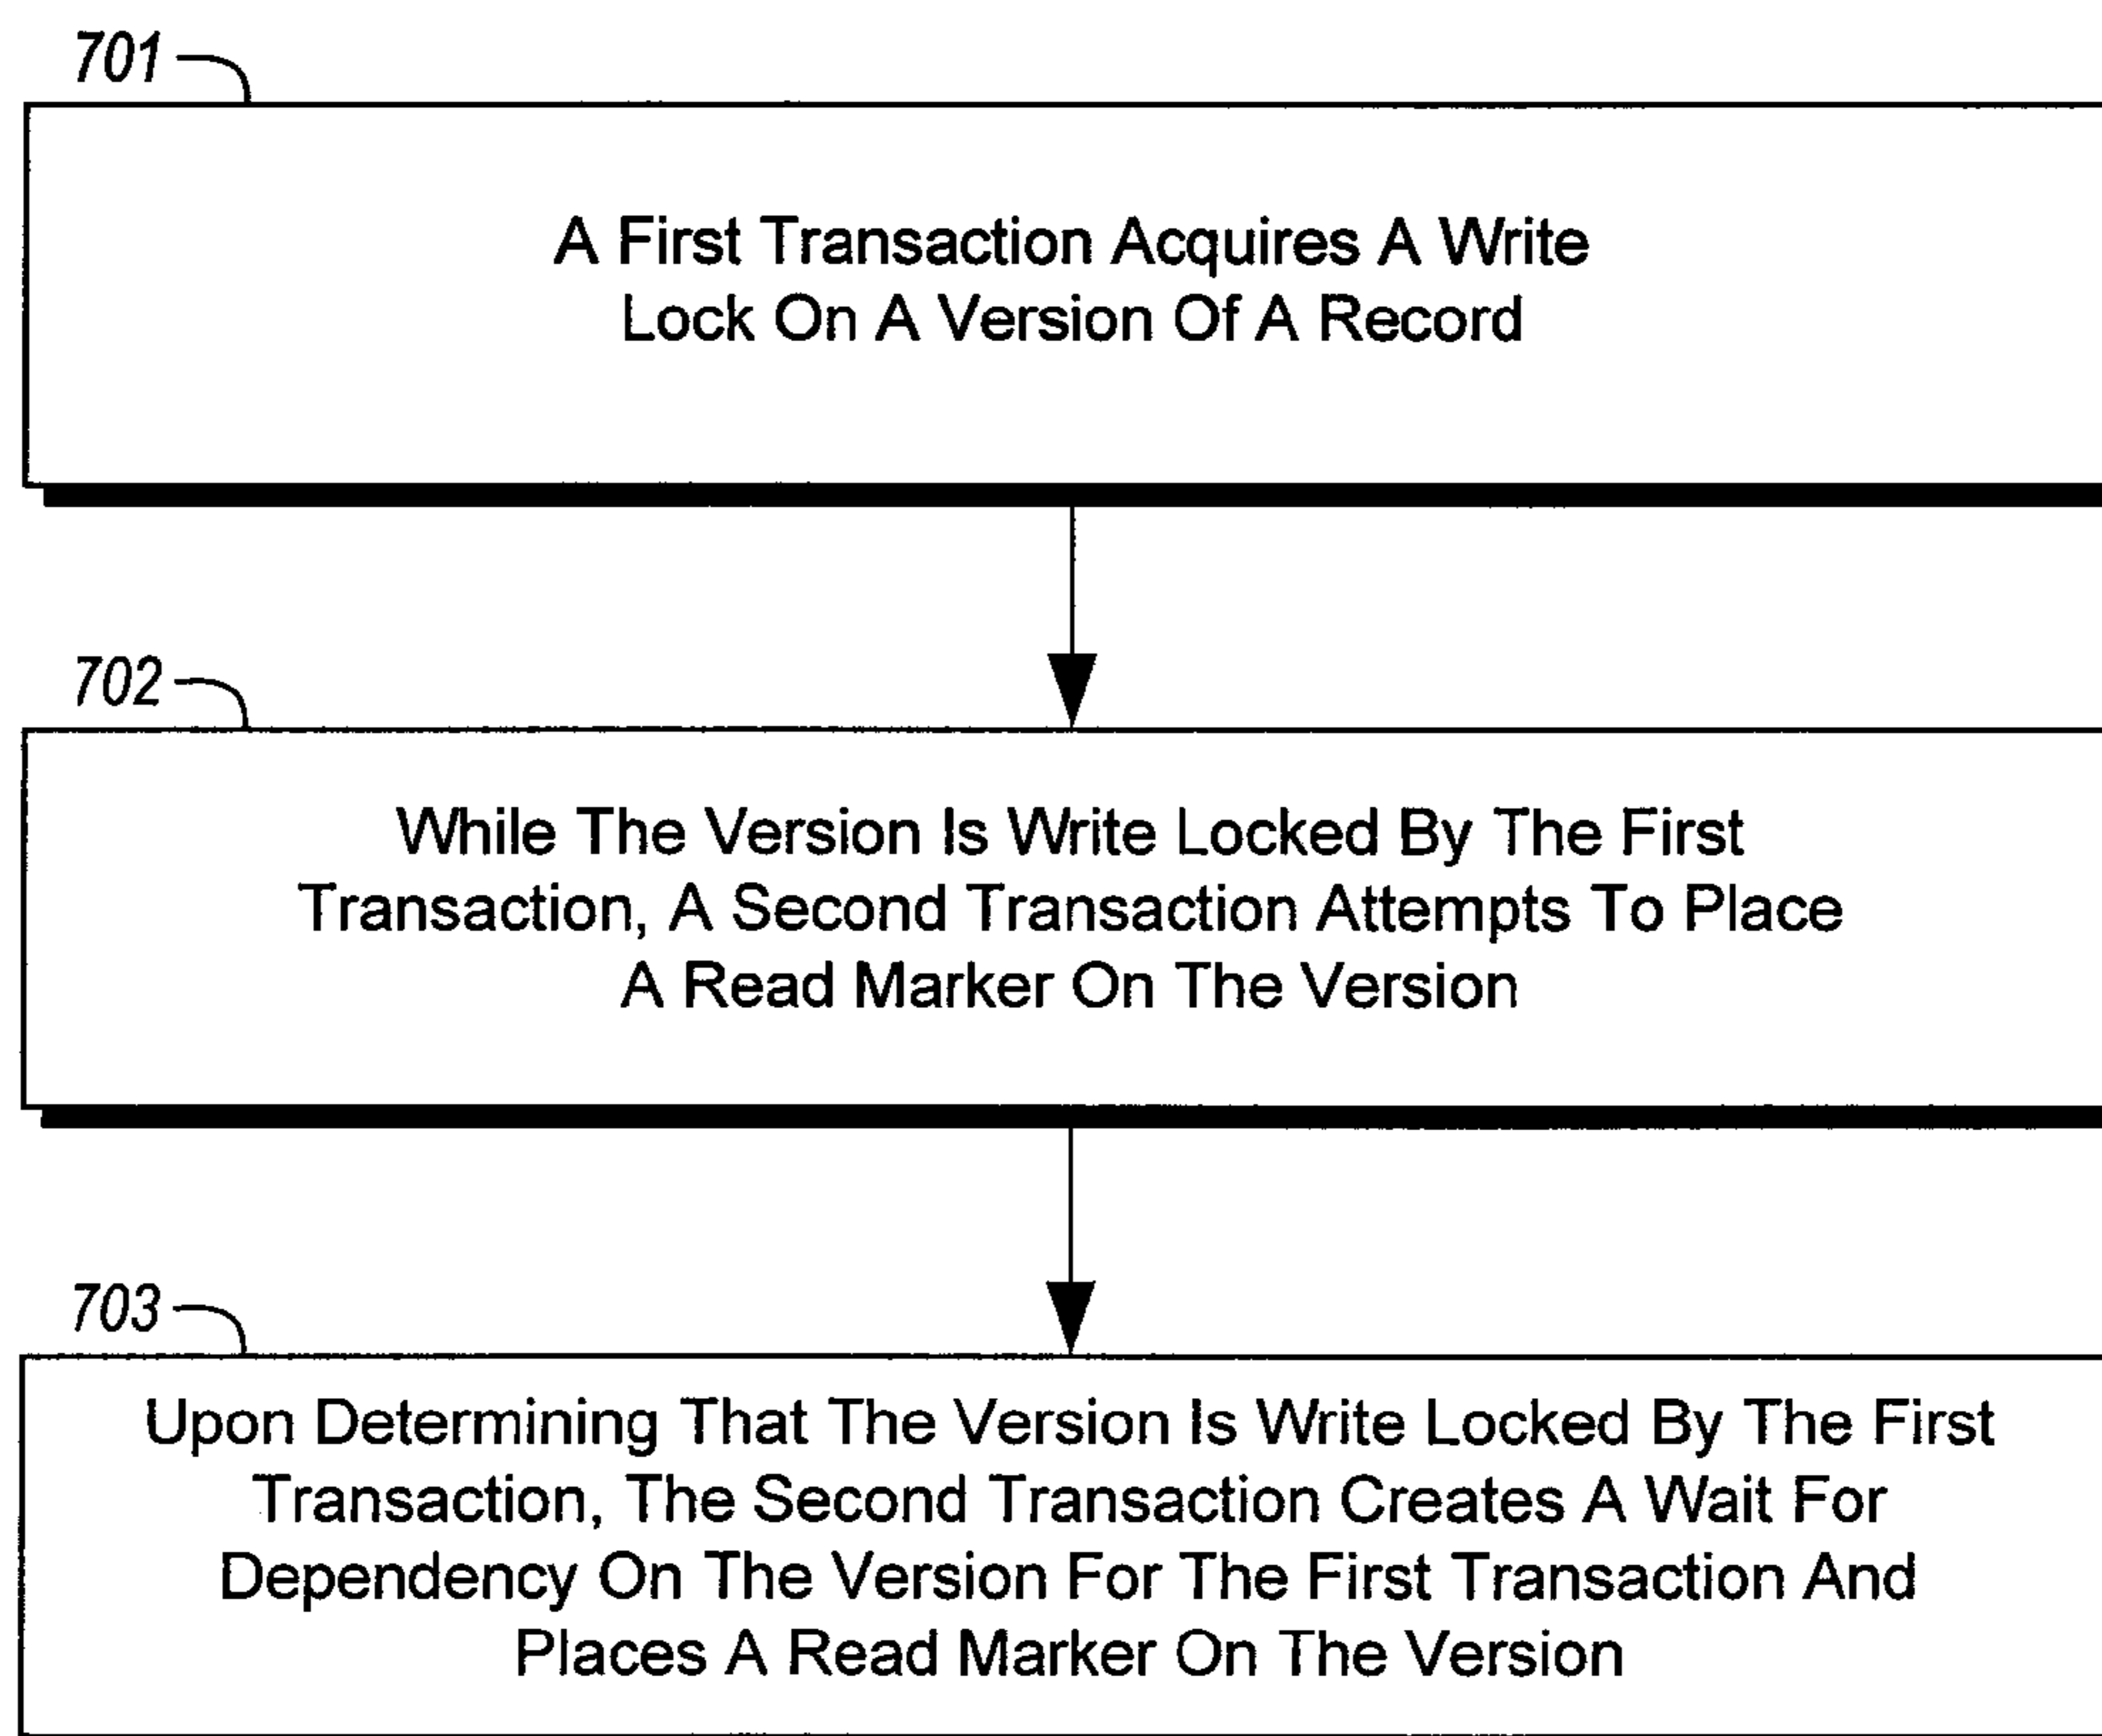 701
A First Transaction Acquires A Write
Lock On A Version Of A Record
702
While The Version Is Write Locked By The First
Transaction, A Second Transaction Attempts To Place
A Read Marker On The Version
703
Upon Determining That The Version Is Write Locked By The First
Transaction, The Second Transaction Creates A Wait For
Dependency On The Version For The First Transaction And
Places A Read Marker On The Version